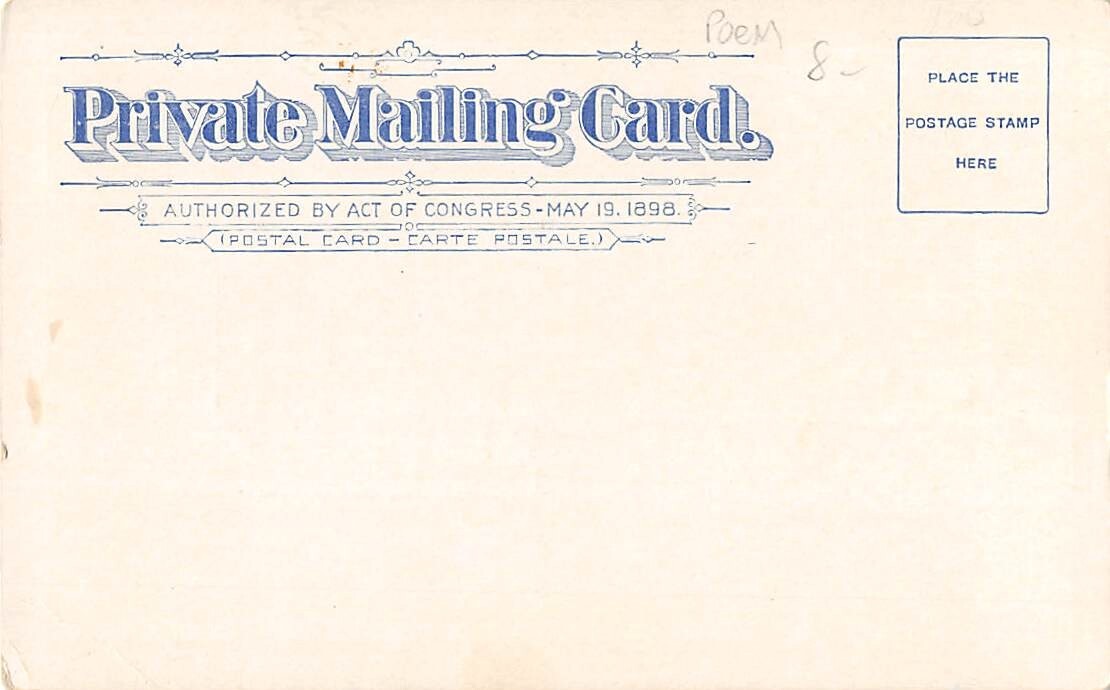 Poem
8-
Private Mailing Card.
AUTHORIZED BY ACT OF CONGRESS-MAY 19. 1898.
(POSTAL CARD - CARTE POSTALE.)
PLACE THE
POSTAGE STAMP
HERE